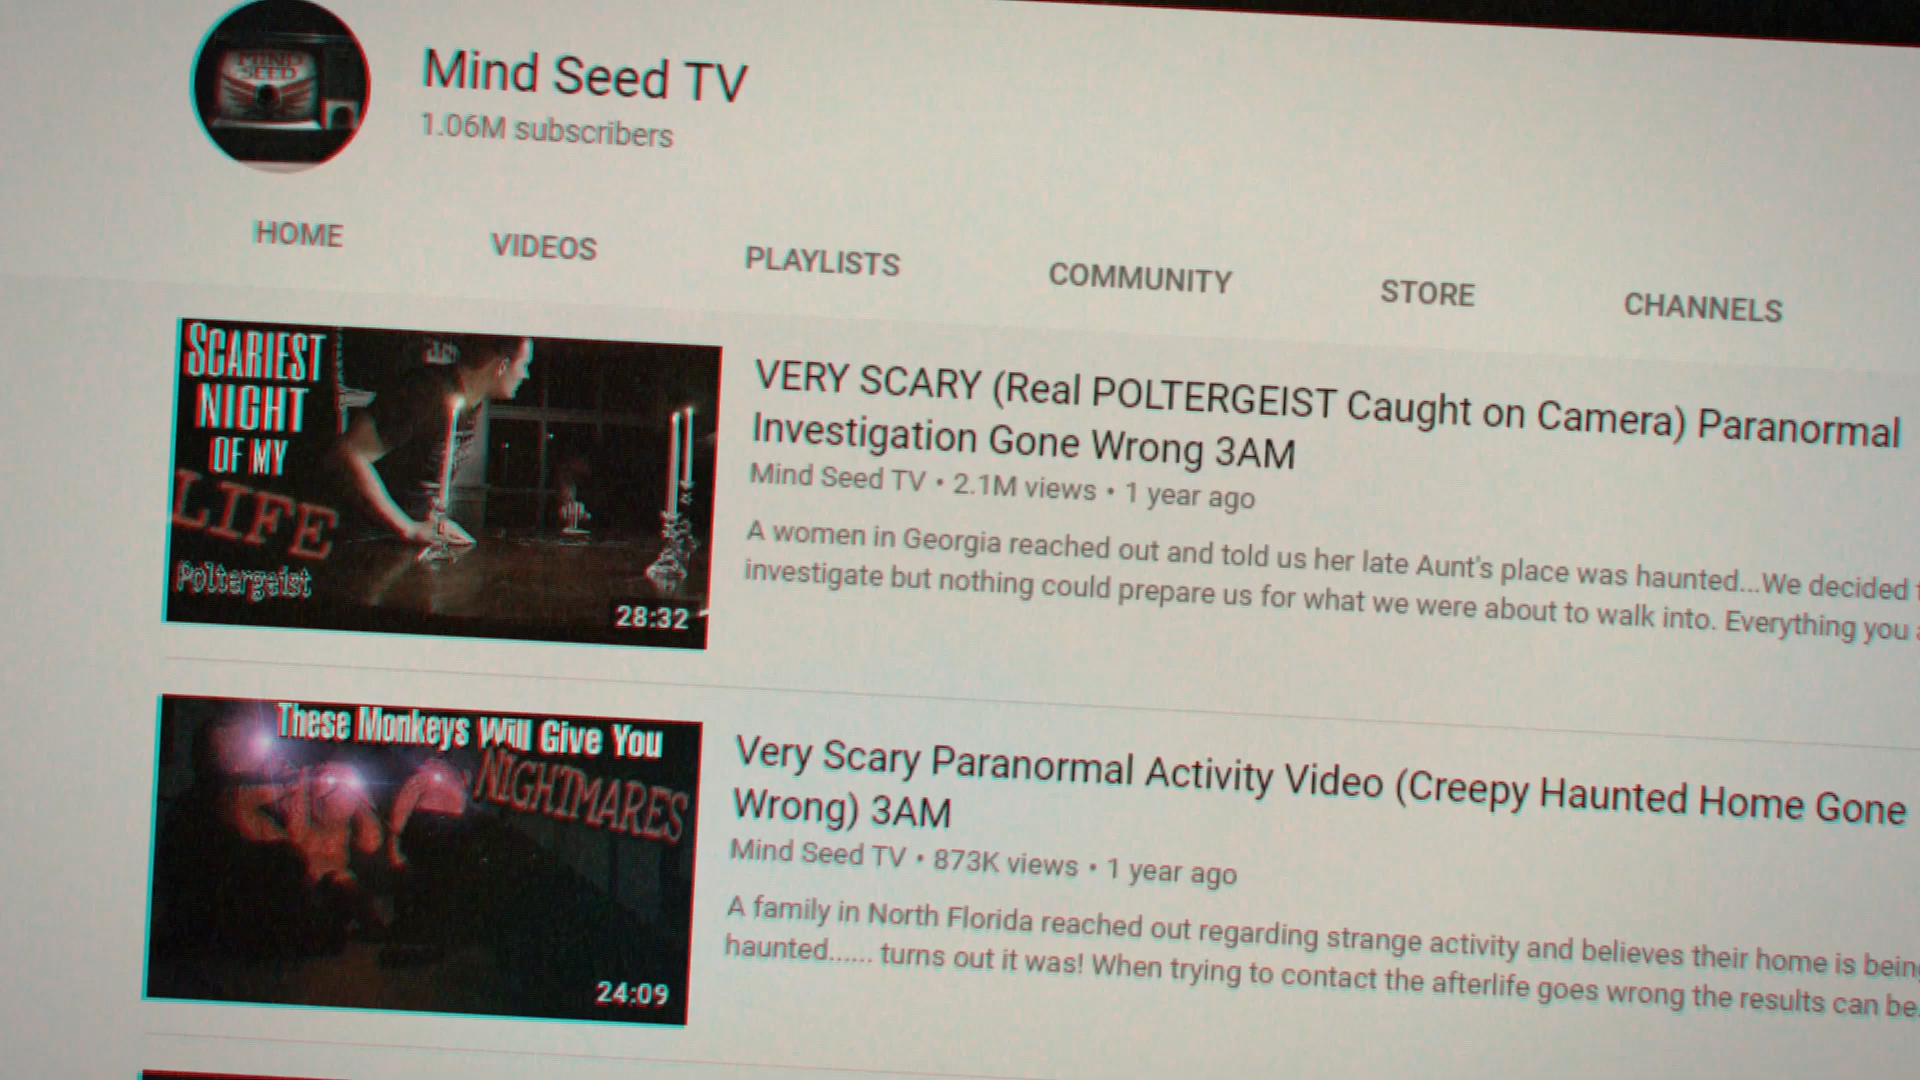 MIND
SEED
Mind Seed TV
1.06M subscribers
HOME VIDEOS PLAYLISTS COMMUNITY STORE CHANNELS
SCARIEST
NIGHT
OF MY
LIFE
Poltergeist
28:32
VERY SCARY (Real POLTERGEIST Caught on Camera) Paranormal
Investigation Gone Wrong 3AM
Mind Seed TV • 2.1M views • 1 year ago
A women in Georgia reached out and told us her late Aunt's place was haunted...We decided
investigate but nothing could prepare us for what we were about to walk into. Everything you
These Monkeys Will Give You
NIGHTMARES
24:09
Very Scary Paranormal Activity Video (Creepy Haunted Home Gone
Wrong) 3AM
Mind Seed TV • 873K views • 1 year ago
A family in North Florida reached out regarding strange activity and believes their home is being
haunted...... turns out it was! When trying to contact the afterlife goes wrong the results can be